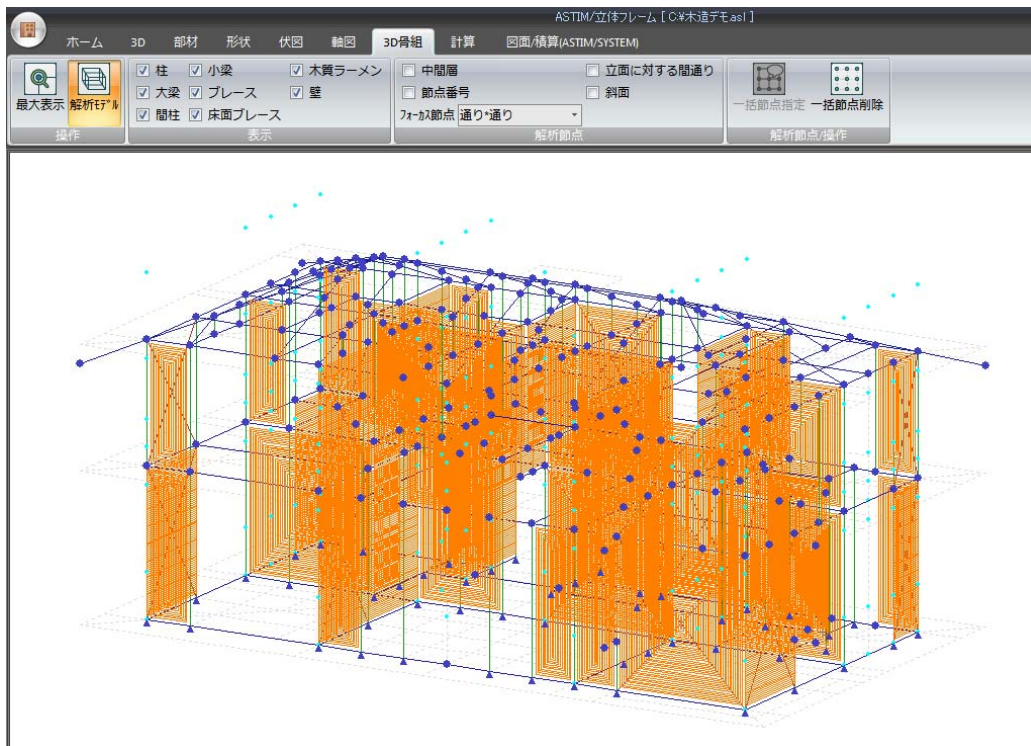 ASTIM/立体フレーム [ C:¥木造デモ.asl ]
ホーム 3D 部材 形状 伏図 軸図 3D骨組 計算 図面/積算(ASTIM/SYSTEM)
柱 小梁 木質ラーメン 中間層 立面に対する間通り
大梁 ブレース 壁 節点番号 斜面
最大表示 解析モデル 間柱 床面ブレース フォーカス節点 通り*通り 一括節点指定 一括節点削除
操作 表示 解析節点 解析節点/操作